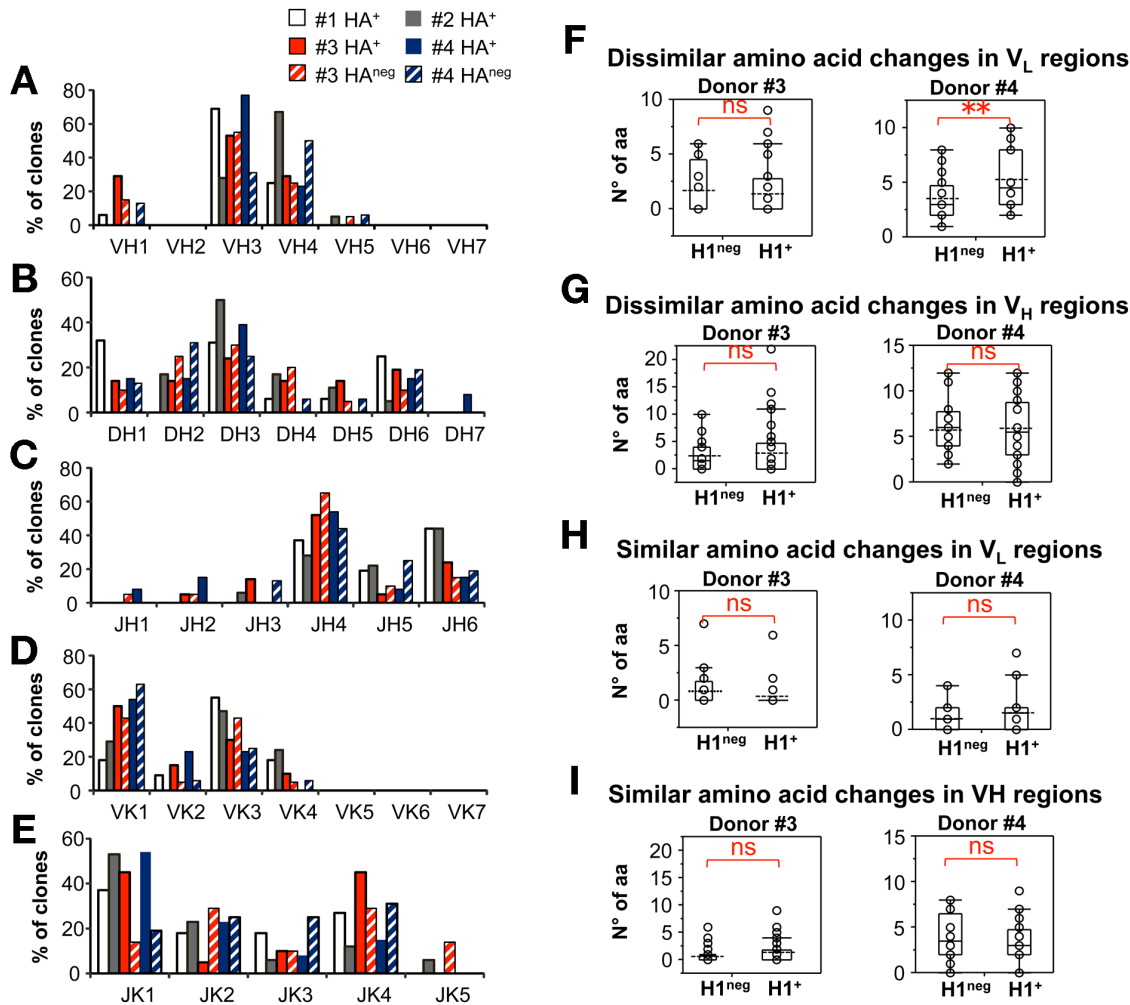 #1 HA+ #2 HA+
#3 HA+ #4 HA+
#3 HAneg #4 HAneg
A
% of clones
80
60
40
20
0
VH1 VH2 VH3 VH4 VH5 VH6 VH7
B
% of clones
60
40
20
0
DH1 DH2 DH3 DH4 DH5 DH6 DH7
C
% of clones
80
60
40
20
0
JH1 JH2 JH3 JH4 JH5 JH6
D
% of clones
80
60
40
20
0
VK1 VK2 VK3 VK4 VK5 VK6 VK7
E
% of clones
60
40
20
0
JK1 JK2 JK3 JK4 JK5
F
Dissimilar amino acid changes in VL regions
Donor #3
N° of aa
10
5
0
ns
H1neg H1+
Donor #4
10
5
0
**
H1neg H1+
G
Dissimilar amino acid changes in VH regions
Donor #3
N° of aa
20
15
10
5
0
ns
H1neg H1+
Donor #4
15
10
5
0
ns
H1neg H1+
H
Similar amino acid changes in VL regions
Donor #3
N° of aa
10
5
0
ns
H1neg H1+
Donor #4
10
5
0
ns
H1neg H1+
I
Similar amino acid changes in VH regions
Donor #3
N° of aa
20
15
10
5
0
ns
H1neg H1+
Donor #4
15
10
5
0
ns
H1neg H1+